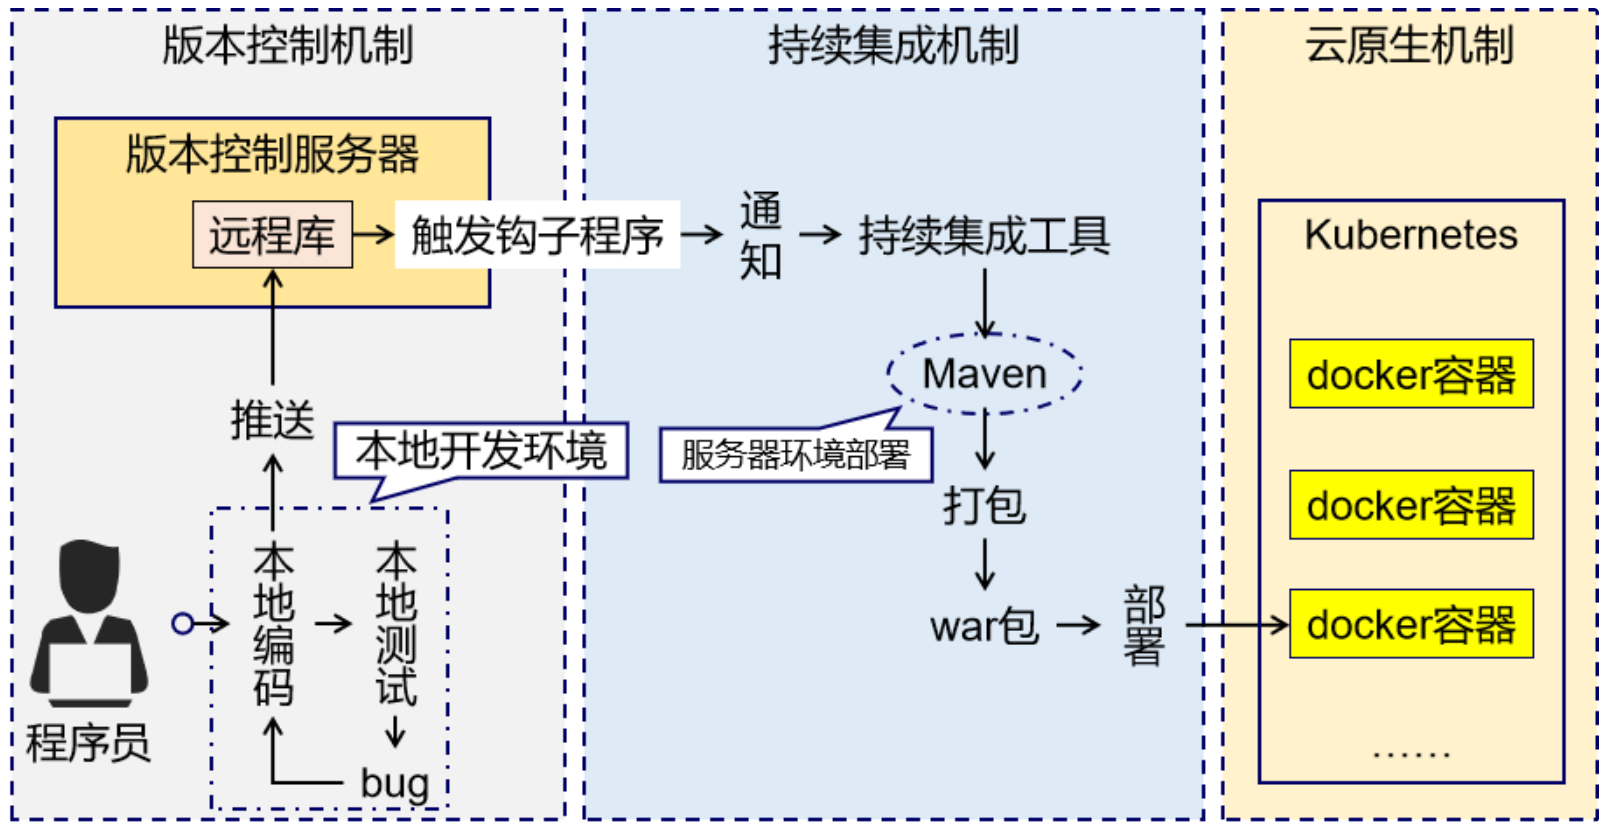 版本控制机制
版本控制服务器
远程库
触发钩子程序
推送
本地开发环境
本地编码
本地测试
bug
程序员
持续集成机制
通知
持续集成工具
Maven
服务器环境部署
打包
war包
部署
云原生机制
Kubernetes
docker容器
docker容器
docker容器
……